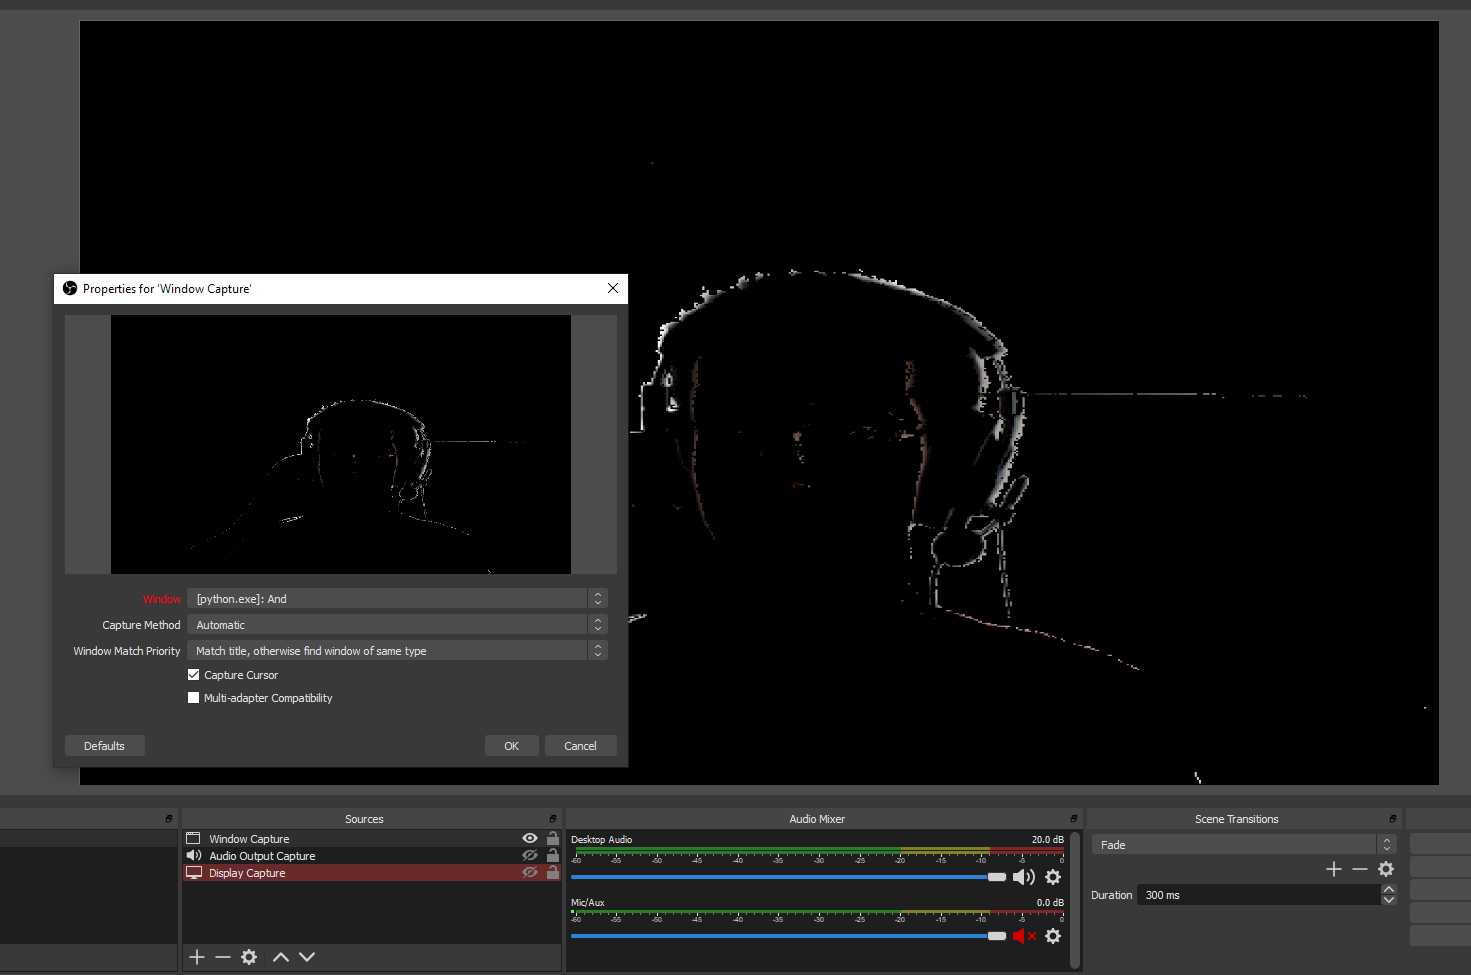 Properties for 'Window Capture'
Window
[python.exe]: And
Capture Method
Automatic
Window Match Priority
Match title, otherwise find window of same type
Capture Cursor
Multi-adapter Compatibility
Defaults
OK
Cancel
Sources
Window Capture
Audio Output Capture
Display Capture
Audio Mixer
Desktop Audio
20.0 dB
-60 -55 -50 -45 -40 -35 -30 -25 -20 -15 -10 -5 0
Mic/Aux
0.0 dB
-60 -55 -50 -45 -40 -35 -30 -25 -20 -15 -10 -5 0
Scene Transitions
Fade
Duration
300 ms